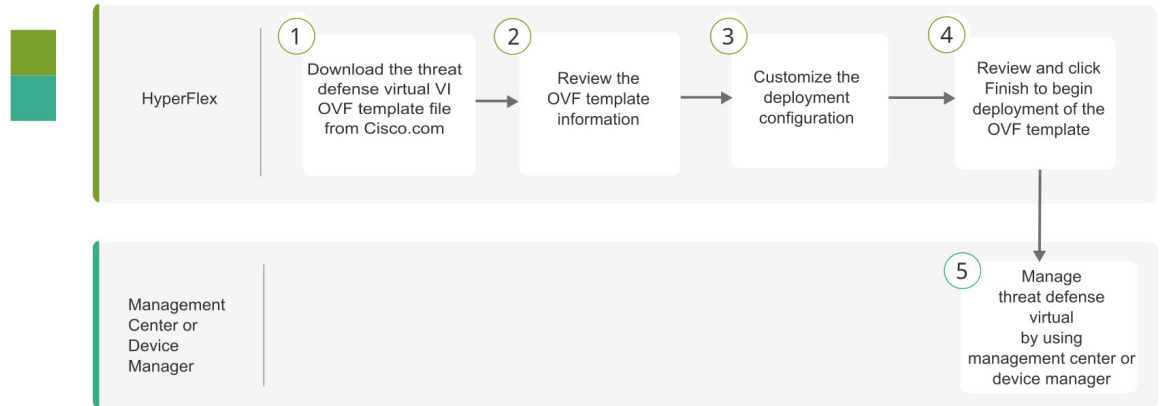 HyperFlex
1
Download the threat
defense virtual VI
OVF template file
from Cisco.com
2
Review the
OVF template
information
3
Customize the
deployment
configuration
4
Review and click
Finish to begin
deployment of the
OVF template
Management
Center or
Device
Manager
5
Manage
threat defense
virtual
by using
management center or
device manager